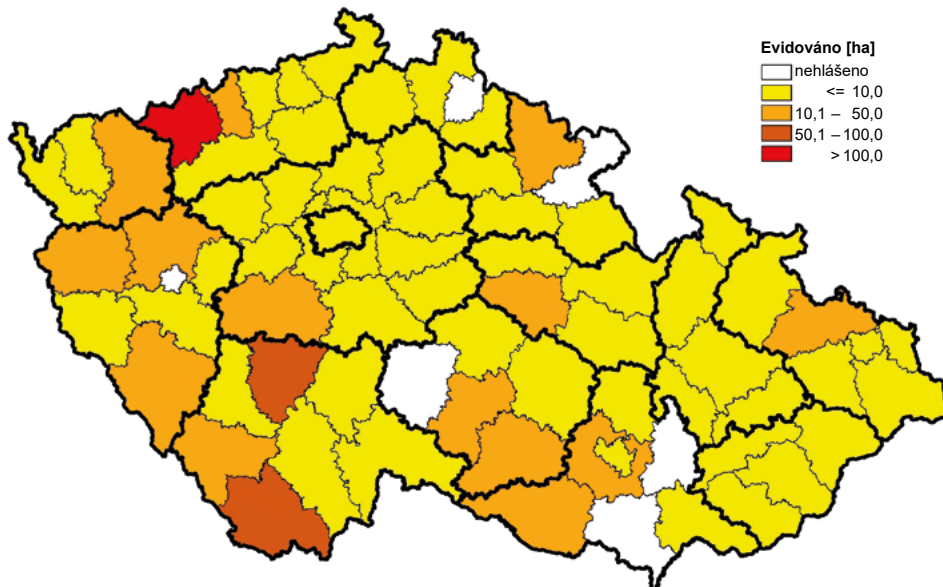 Evidováno [ha]
nehlášeno
<= 10,0
10,1 – 50,0
50,1 – 100,0
> 100,0